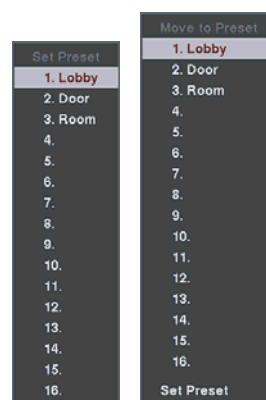 Set Preset
1. Lobby
2. Door
3. Room
4.
5.
6.
7.
8.
9.
10.
11.
12.
13.
14.
15.
16.
Move to Preset
1. Lobby
2. Door
3. Room
4.
5.
6.
7.
8.
9.
10.
11.
12.
13.
14.
15.
16.
Set Preset